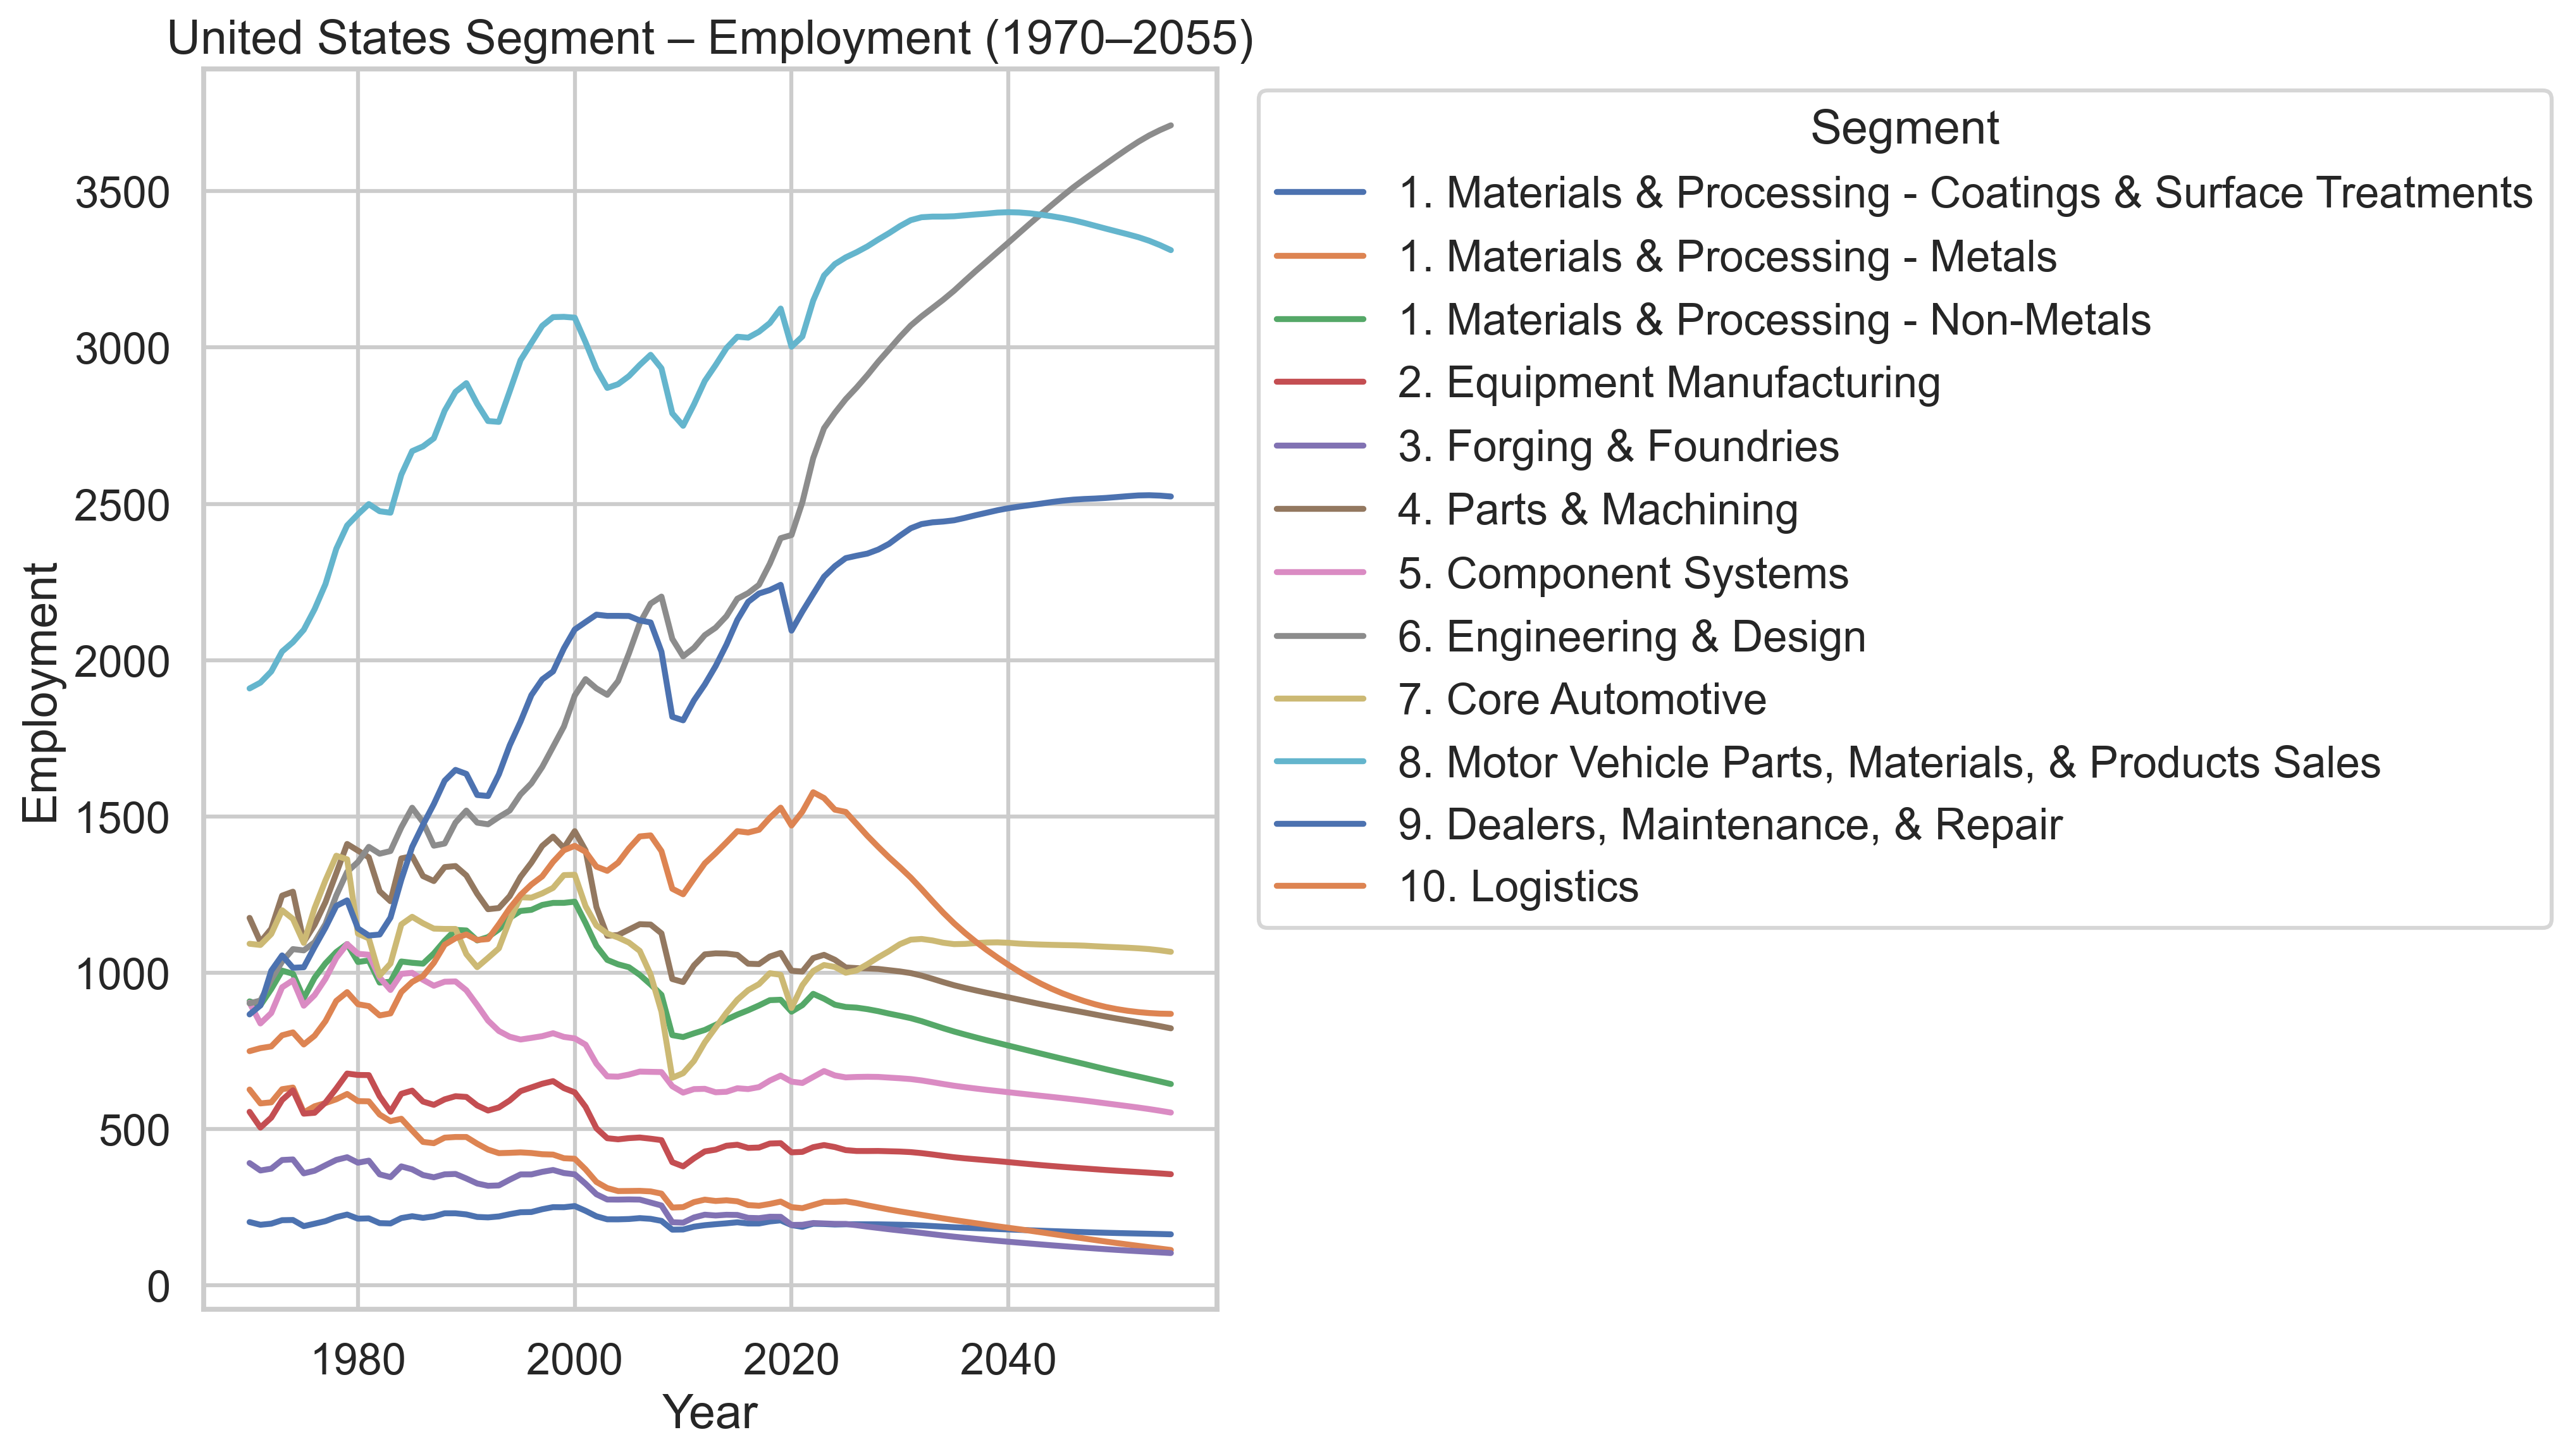 United States Segment – Employment (1970–2055)
Employment
3500
3000
2500
2000
1500
1000
500
0
1980 2000 2020 2040
Year
Segment
1. Materials & Processing - Coatings & Surface Treatments
1. Materials & Processing - Metals
1. Materials & Processing - Non-Metals
2. Equipment Manufacturing
3. Forging & Foundries
4. Parts & Machining
5. Component Systems
6. Engineering & Design
7. Core Automotive
8. Motor Vehicle Parts, Materials, & Products Sales
9. Dealers, Maintenance, & Repair
10. Logistics